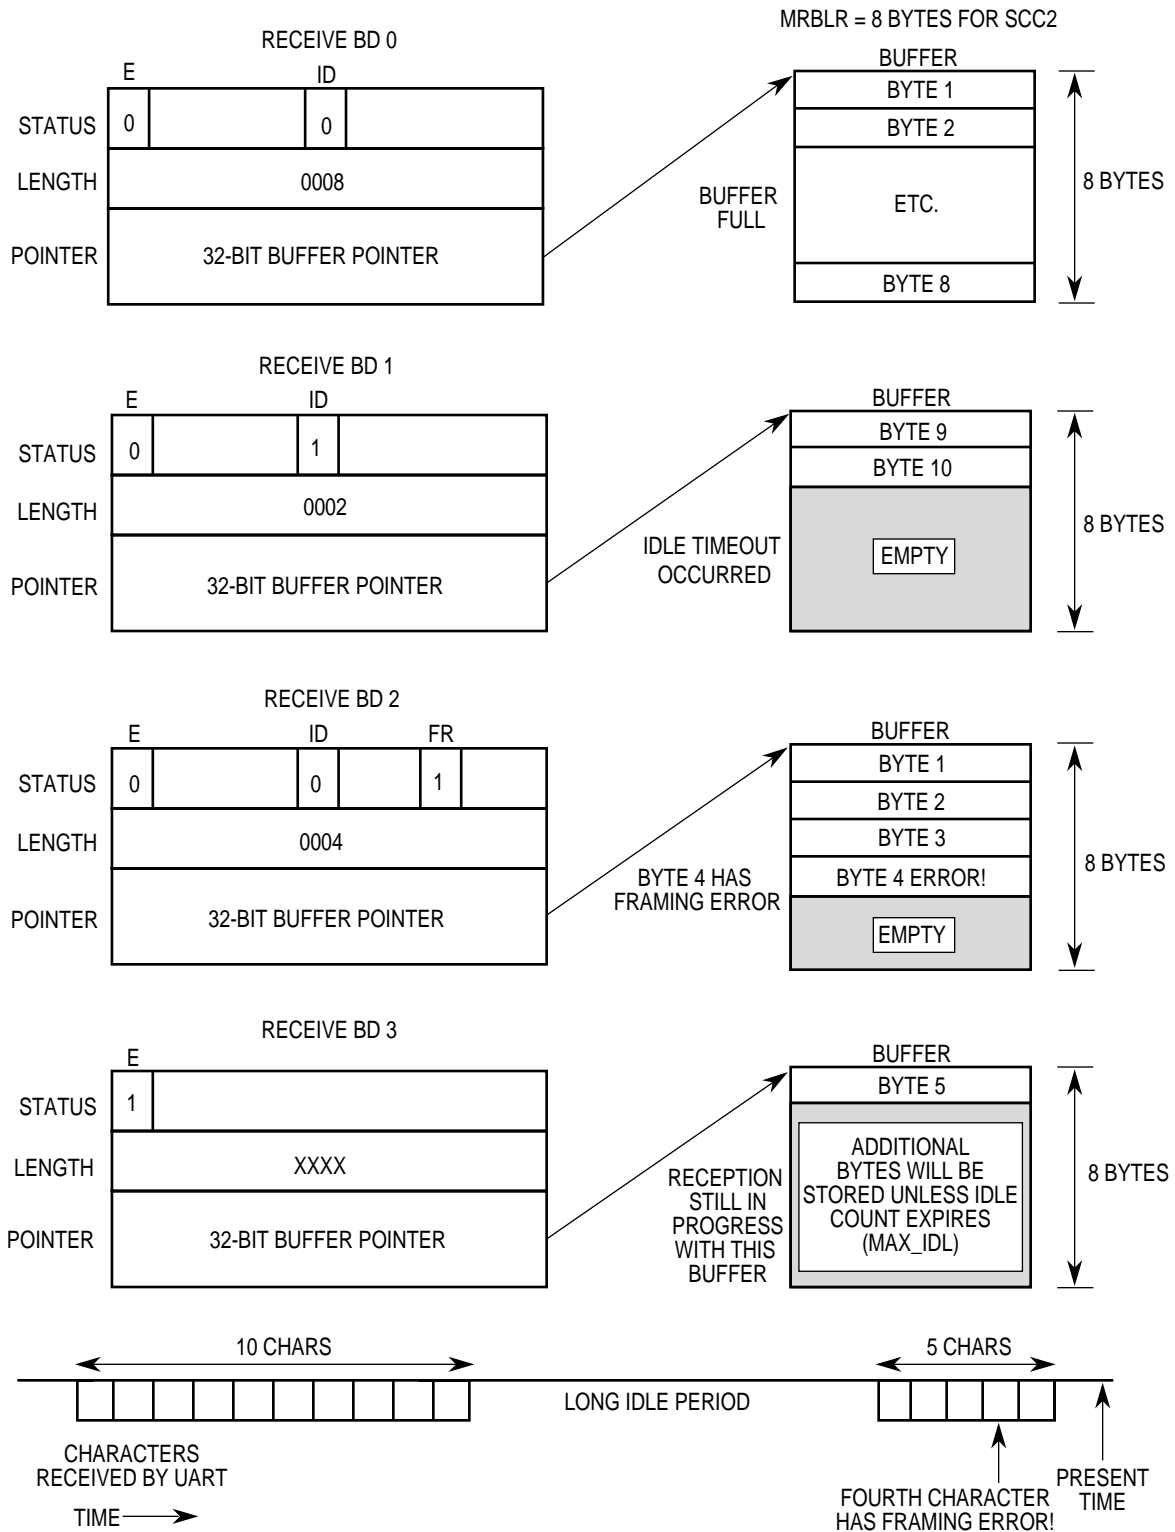 MRBLR = 8 BYTES FOR SCC2
RECEIVE BD 0
E ID
STATUS 0 0
LENGTH 0008
POINTER 32-BIT BUFFER POINTER
BUFFER
BYTE 1
BYTE 2
ETC.
BYTE 8
BUFFER
FULL
8 BYTES
RECEIVE BD 1
E ID
STATUS 0 1
LENGTH 0002
POINTER 32-BIT BUFFER POINTER
BUFFER
BYTE 9
BYTE 10
EMPTY
IDLE TIMEOUT
OCCURRED
8 BYTES
RECEIVE BD 2
E ID FR
STATUS 0 0 1
LENGTH 0004
POINTER 32-BIT BUFFER POINTER
BUFFER
BYTE 1
BYTE 2
BYTE 3
BYTE 4 ERROR!
EMPTY
BYTE 4 HAS
FRAMING ERROR
8 BYTES
RECEIVE BD 3
E
STATUS 1
LENGTH XXXX
POINTER 32-BIT BUFFER POINTER
BUFFER
BYTE 5
ADDITIONAL
BYTES WILL BE
STORED UNLESS IDLE
COUNT EXPIRES
(MAX_IDL)
RECEPTION
STILL IN
PROGRESS
WITH THIS
BUFFER
8 BYTES
10 CHARS
5 CHARS
LONG IDLE PERIOD
CHARACTERS
RECEIVED BY UART
TIME
FOURTH CHARACTER
HAS FRAMING ERROR!
PRESENT
TIME